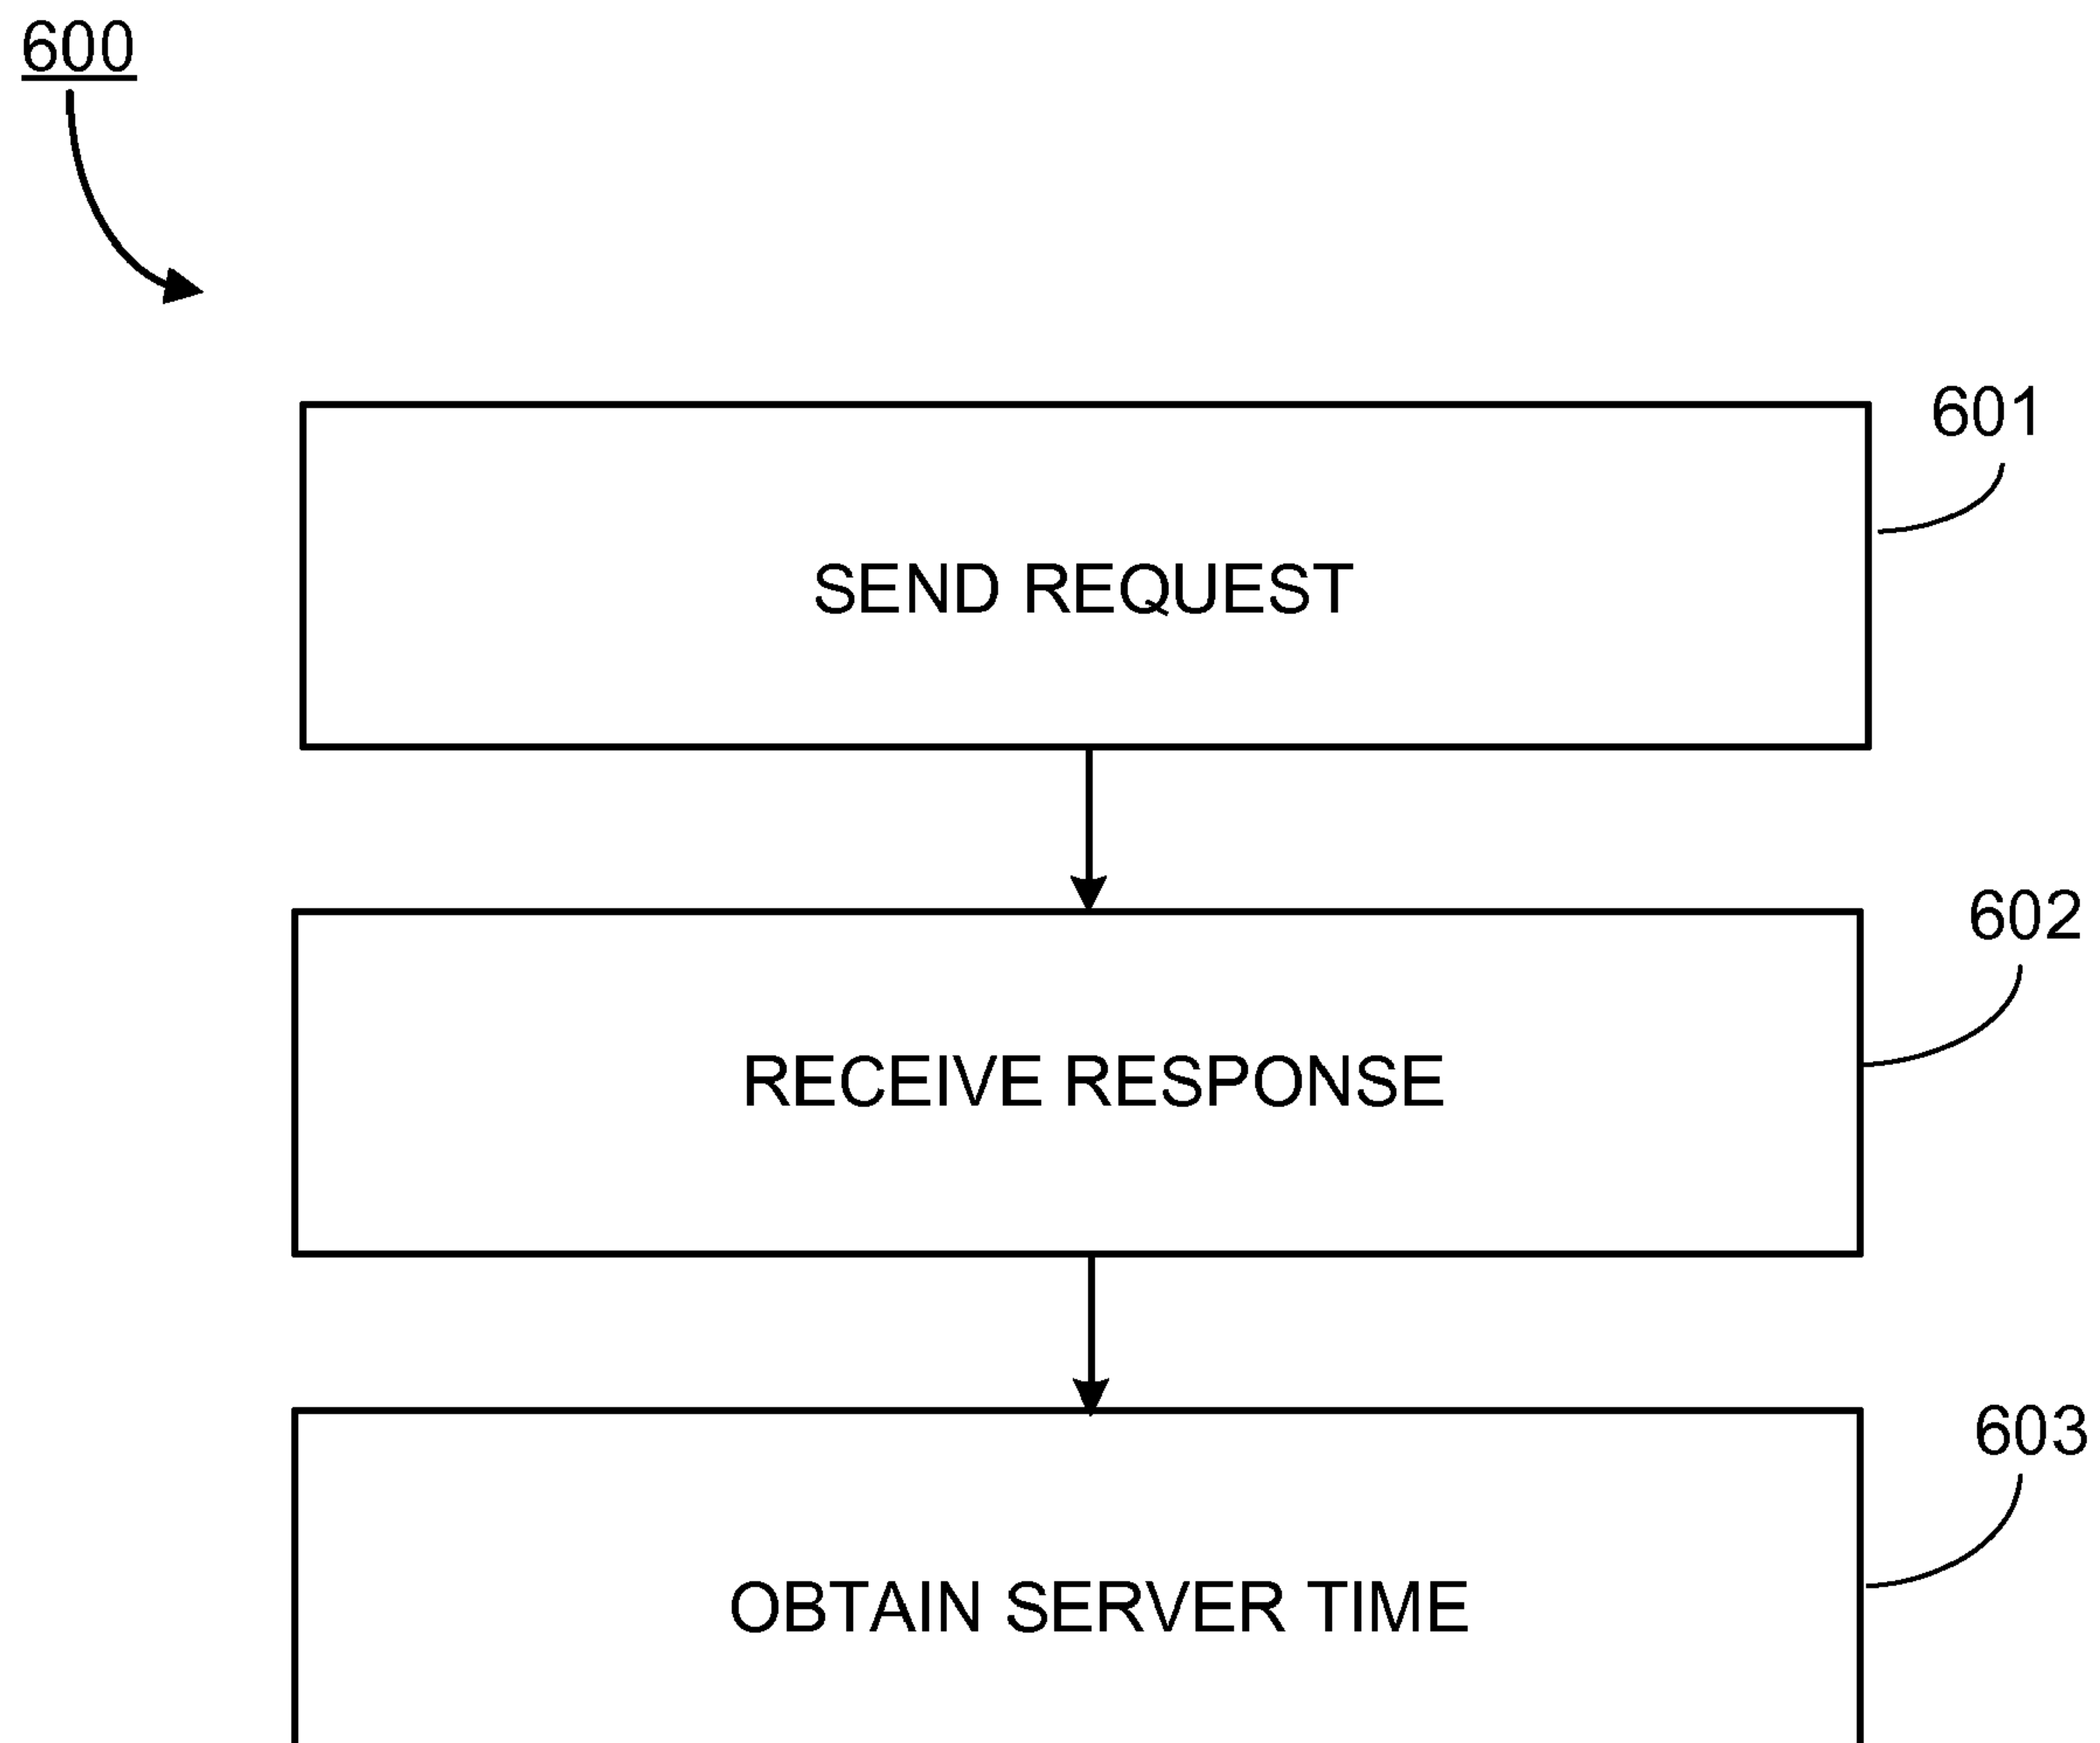 600
601
SEND REQUEST
602
RECEIVE RESPONSE
603
OBTAIN SERVER TIME